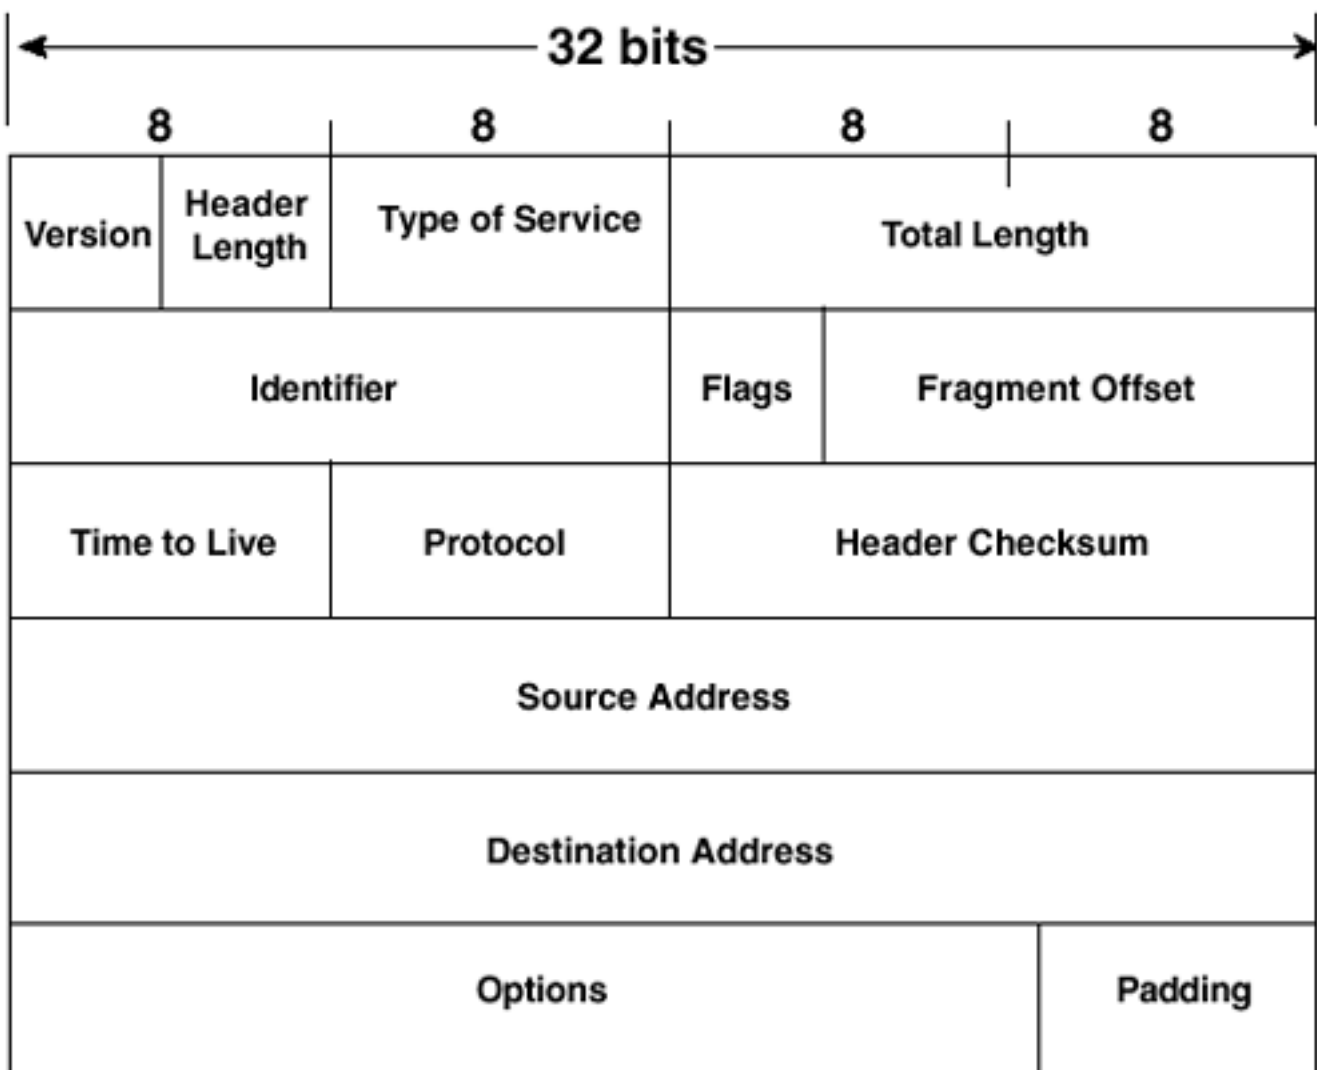 32 bits
8 8 8 8
Version Header Length Type of Service Total Length
Identifier Flags Fragment Offset
Time to Live Protocol Header Checksum
Source Address
Destination Address
Options Padding